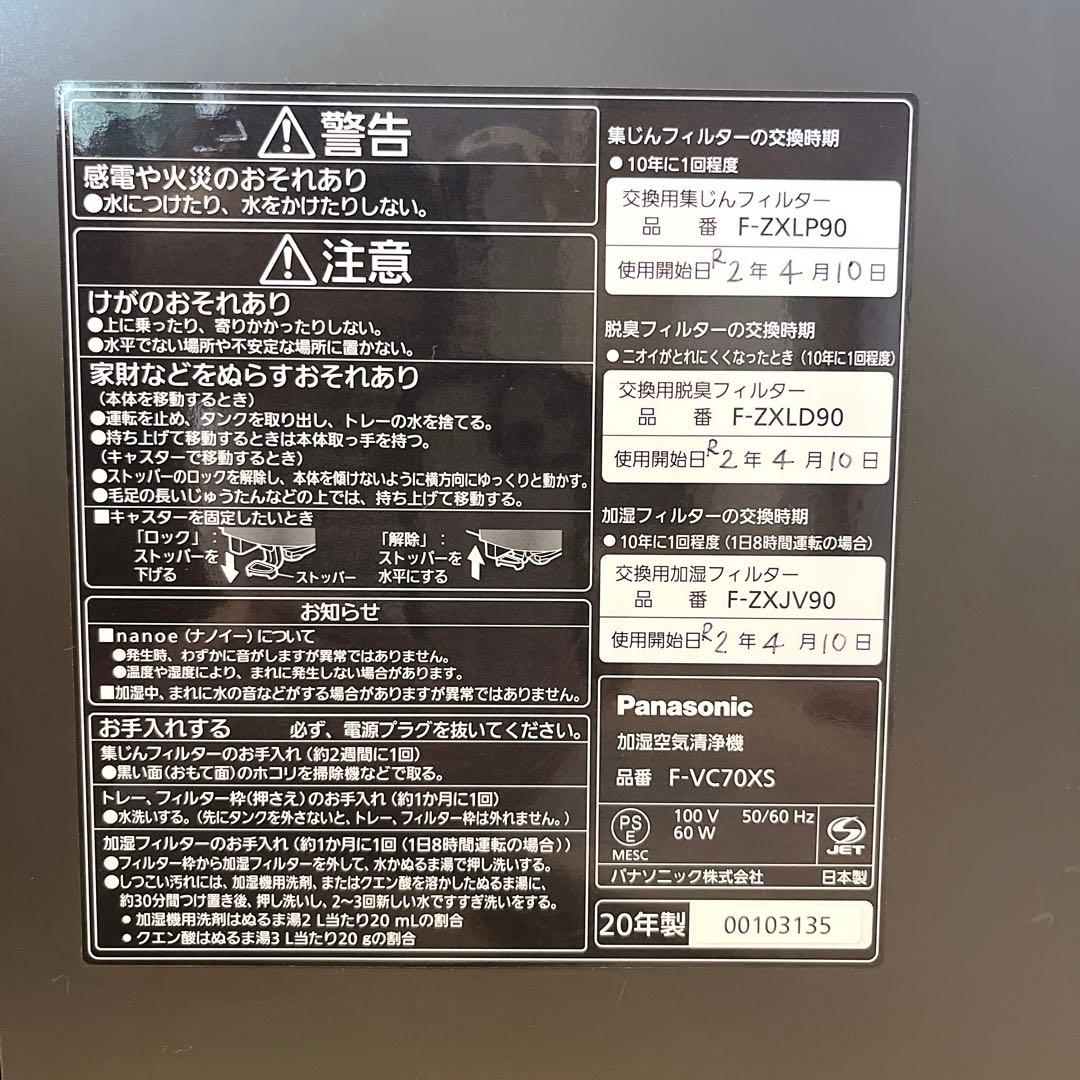 警告
感電や火災のおそれあり
●水につけたり、水をかけたりしない。
注意
けがのおそれあり
●上に乗ったり、寄りかかったりしない。
●水平でない場所や不安定な場所に置かない。
家財などをぬらすおそれあり
(本体を移動するとき)
●運転を止め、タンクを取り出し、トレーの水を捨てる。
●持ち上げて移動するときは本体取っ手を持つ。
(キャスターで移動するとき)
●ストッパーのロックを解除し、本体を傾けないように横方向にゆっくりと動かす。
●毛足の長いじゅうたんなどの上では、持ち上げて移動する。
■キャスターを固定したいとき
「ロック」:
ストッパーを
下げる
ストッパー
「解除」:
ストッパーを
水平にする
お知らせ
■nanoe(ナノイー)について
●発生時、わずかに音がしますが異常ではありません。
●温度や湿度により、まれに発生しない場合があります。
■加湿中、まれに水の音などがする場合がありますが異常ではありません。
お手入れする 必ず、電源プラグを抜いてください。
集じんフィルターのお手入れ(約2週間に1回)
●黒い面(おもて面)のホコリを掃除機などで取る。
トレー、フィルター枠(押さえ)のお手入れ(約1か月に1回)
●水洗いする。(先にタンクを外さないと、トレー、フィルター枠は外れません。)
加湿フィルターのお手入れ(約1か月に1回(1日8時間運転の場合))
●フィルター枠から加湿フィルターを外して、水かぬるま湯で押し洗いする。
●しつこい汚れには、加湿機用洗剤、またはクエン酸を溶かしたぬるま湯に、
約30分間つけ置き後、押し洗いし、2～3回新しい水ですすぎ洗いをする。
● 加湿機用洗剤はぬるま湯2 L当たり20 mLの割合
● クエン酸はぬるま湯3 L当たり20 gの割合
集じんフィルターの交換時期
● 10年に1回程度
交換用集じんフィルター
品 番 F-ZXLP90
使用開始日R2年4月10日
脱臭フィルターの交換時期
● ニオイがとれにくくなったとき(10年に1回程度)
交換用脱臭フィルター
品 番 F-ZXLD90
使用開始日R2年4月10日
加湿フィルターの交換時期
● 10年に1回程度(1日8時間運転の場合)
交換用加湿フィルター
品 番 F-ZXJV90
使用開始日R2年4月10日
Panasonic
加湿空気清浄機
品番 F-VC70XS
PS
E
MESC
100 V 50/60 Hz
60 W
JET
パナソニック株式会社 日本製
20年製 00103135